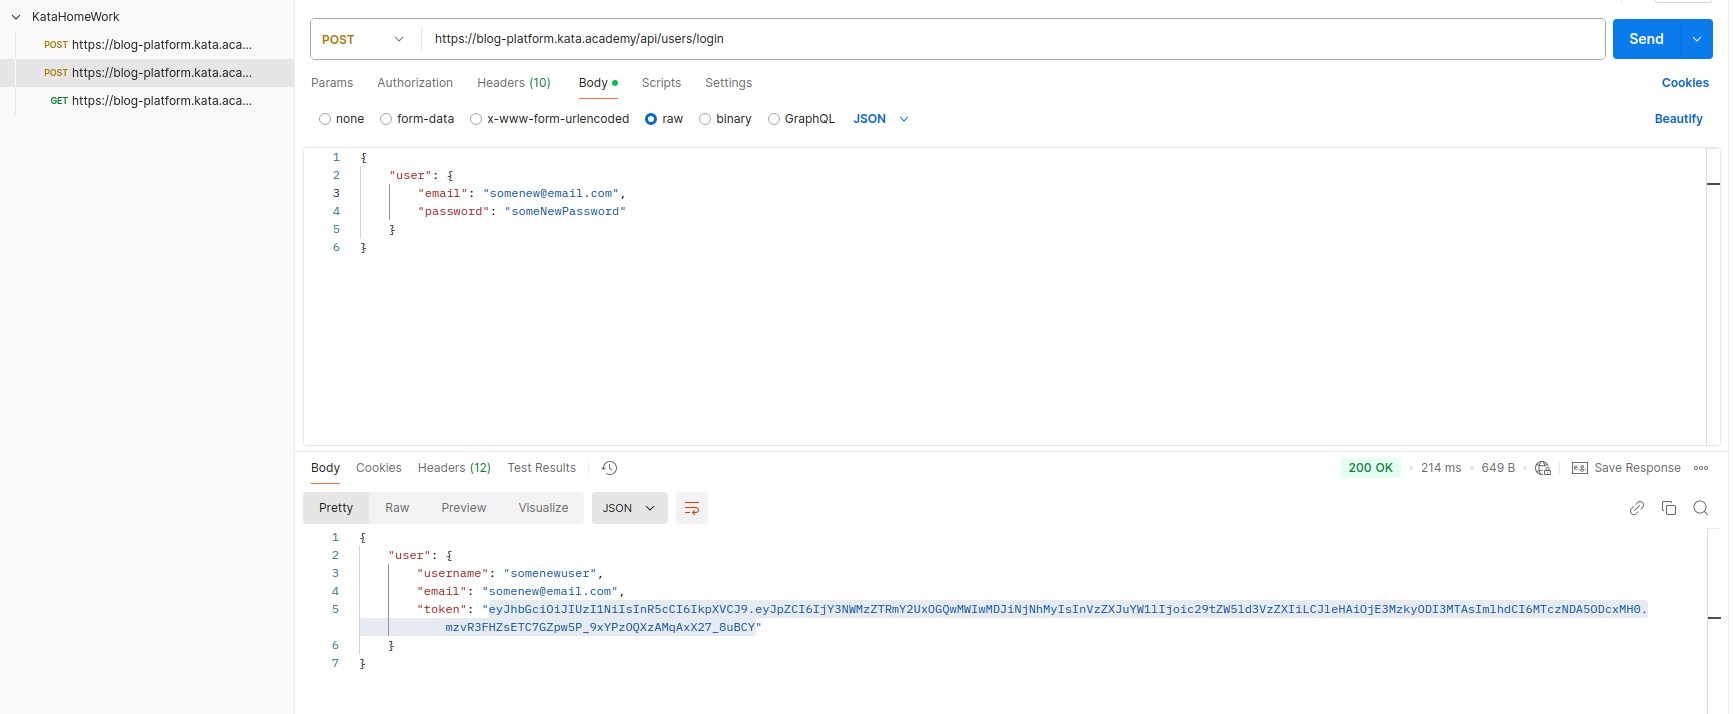 KataHomeWork
POST https://blog-platform.kata.aca...
POST https://blog-platform.kata.aca...
GET https://blog-platform.kata.aca...
POST https://blog-platform.kata.academy/api/users/login Send
Params Authorization Headers (10) Body Scripts Settings Cookies
none form-data x-www-form-urlencoded raw binary GraphQL JSON Beautify
1 {
2 "user": {
3 "email": "somenew@email.com",
4 "password": "someNewPassword"
5 }
6 }
Body Cookies Headers (12) Test Results 200 OK 214 ms 649 B e.g. Save Response
Pretty Raw Preview Visualize JSON
1 {
2 "user": {
3 "username": "somenewuser",
4 "email": "somenew@email.com",
5 "token": "eyJhbGciOiJIUzI1NiIsInR5cCI6IkpXVCJ9.eyJpZCI6IjY3NWMzZTRmY2UxOGQwMWIwMDJiNjNhMyIsInVzZXJuYW1lIjoic29tZW5ld3VzZXIiLCJleHAiOjE3MzkyODI3MTAsImlhdCI6MTczNDA5ODcxMH0.
mzvR3FHZsETC7GZpw5P_9xYPzOQXzAMqAxX27_8uBCY"
6 }
7 }